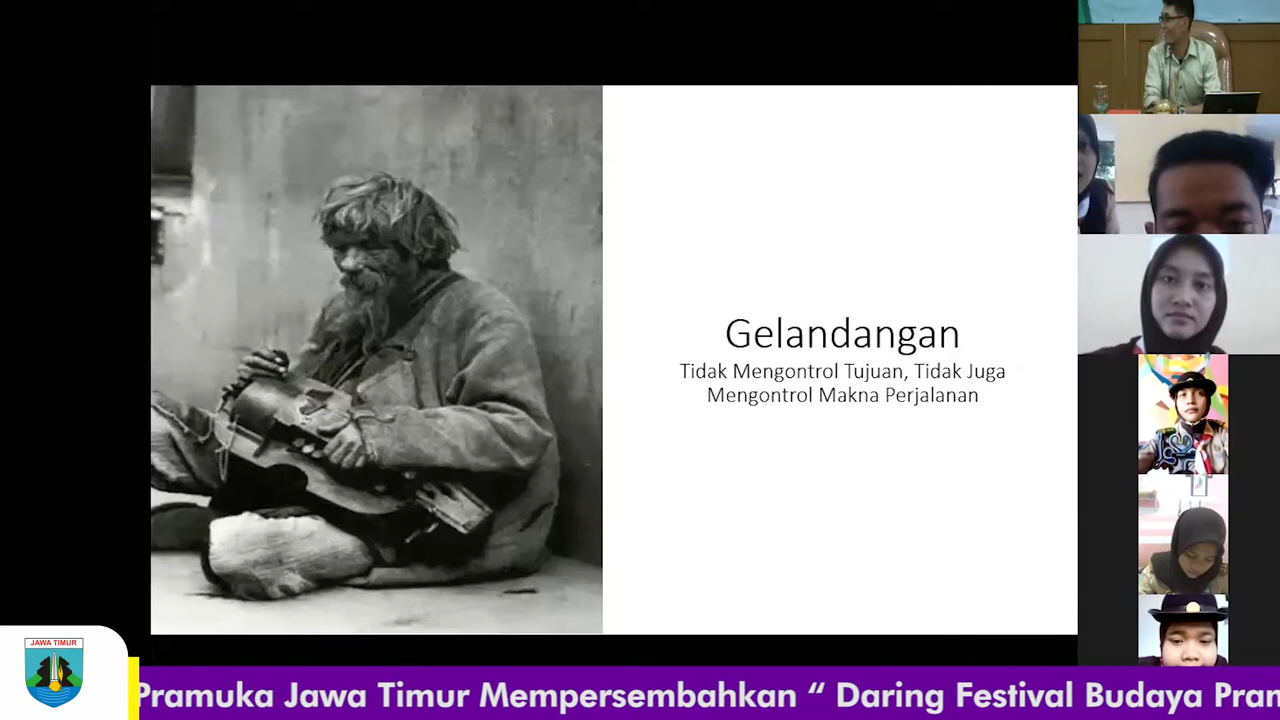 Gelandangan
Tidak Mengontrol Tujuan, Tidak Juga
Mengontrol Makna Perjalanan
JAWA TIMUR
Pramuka Jawa Timur Mempersembahkan “ Daring Festival Budaya Pram